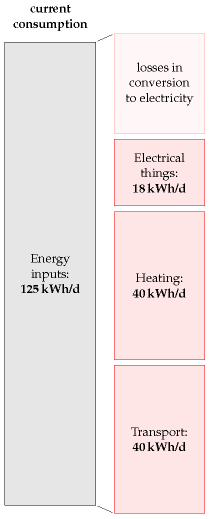 current
consumption
losses in
conversion
to electricity
Electrical
things:
18 kWh/d
Energy
inputs:
125 kWh/d
Heating:
40 kWh/d
Transport:
40 kWh/d